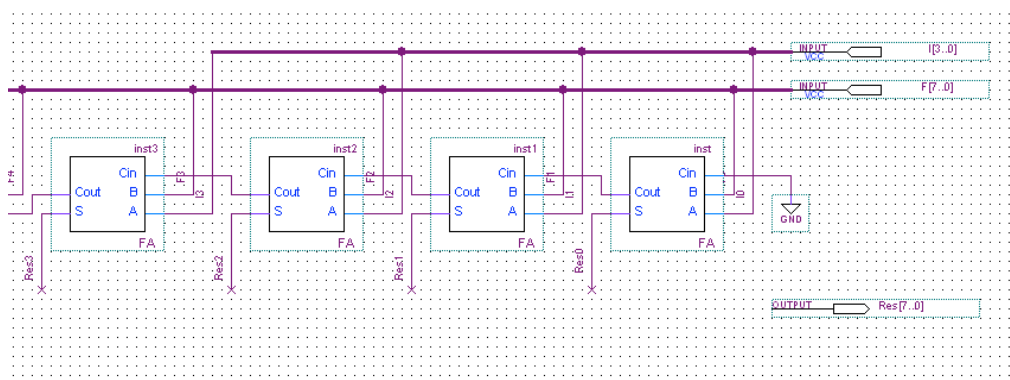 INPUT
VCC
I[3..0]
INPUT
VCC
F[7..0]
inst3
Cin
Cout
B
S
A
FA
F4
F3
I3
Res3
inst2
Cin
Cout
B
S
A
FA
F2
I2
Res2
inst1
Cin
Cout
B
S
A
FA
F1
I1
Res1
inst
Cin
Cout
B
S
A
FA
I0
Res0
GND
OUTPUT
Res[7..0]